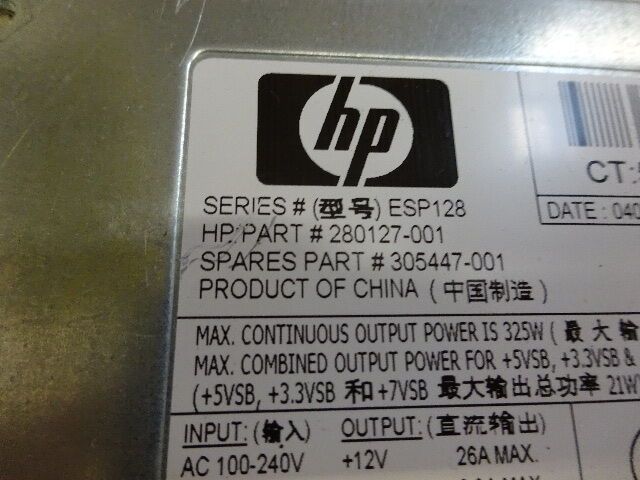 hp
CT:
SERIES # (型号) ESP128
DATE : 040
HP PART # 280127-001
SPARES PART # 305447-001
PRODUCT OF CHINA ( 中国制造 )
MAX. CONTINUOUS OUTPUT POWER IS 325W ( 最 大 输
MAX. COMBINED OUTPUT POWER FOR +5VSB, +3.3VSB &
(+5VSB, +3.3VSB 和 +7VSB 最大输出总功率 21W
INPUT: (输入) OUTPUT: (直流输出)
AC 100-240V +12V 26A MAX.